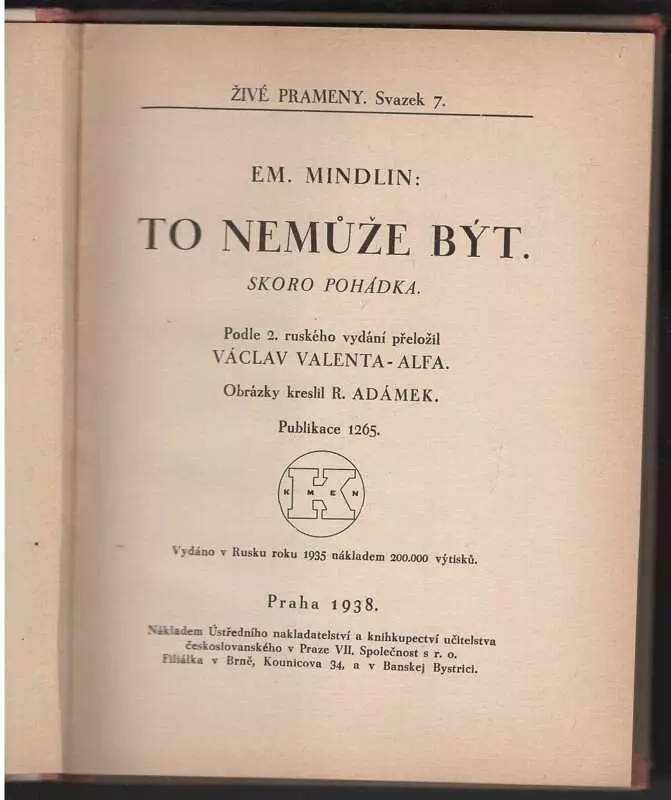 ŽIVÉ PRAMENY. Svazek 7.
EM. MINDLIN:
TO NEMŮŽE BÝT.
SKORO POHÁDKA.
Podle 2. ruského vydání přeložil
VÁCLAV VALENTA-ALFA.
Obrázky kreslil R. ADÁMEK.
Publikace 1265.
K
KMEN
Vydáno v Rusku roku 1935 nákladem 200.000 výtisků.
Praha 1938.
Nákladem Ústředního nakladatelství a knihkupectví učitelstva
československého v Praze VII. Společnost s r. o.
Filiálka v Brně, Kounicova 34, a v Banskej Bystrici.